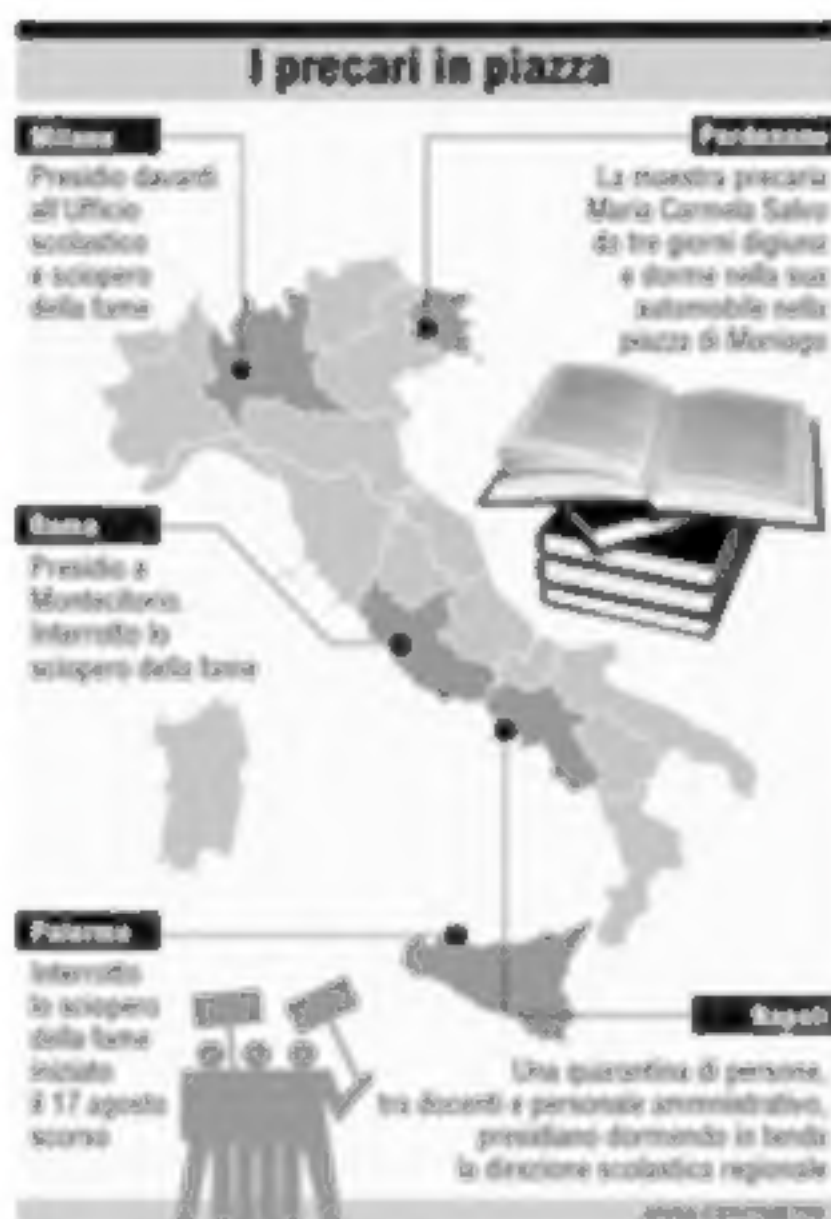 I precari in piazza
Milano
Presidio davanti
all'Ufficio
scolastico
e sciopero
della fame
Pordenone
La maestra precaria
Maria Carmela Salvo
da tre giorni digiuna
e dorme nella sua
automobile nella
piazza di Maniago
Roma
Presidio a
Montecitorio.
Interrotto lo
sciopero della fame
Palermo
Interrotto
lo sciopero
della fame
iniziato
il 17 agosto
scorso
Napoli
Una quarantina di persone,
tra docenti e personale amministrativo,
presidiano dormendo in tenda
la direzione scolastica regionale